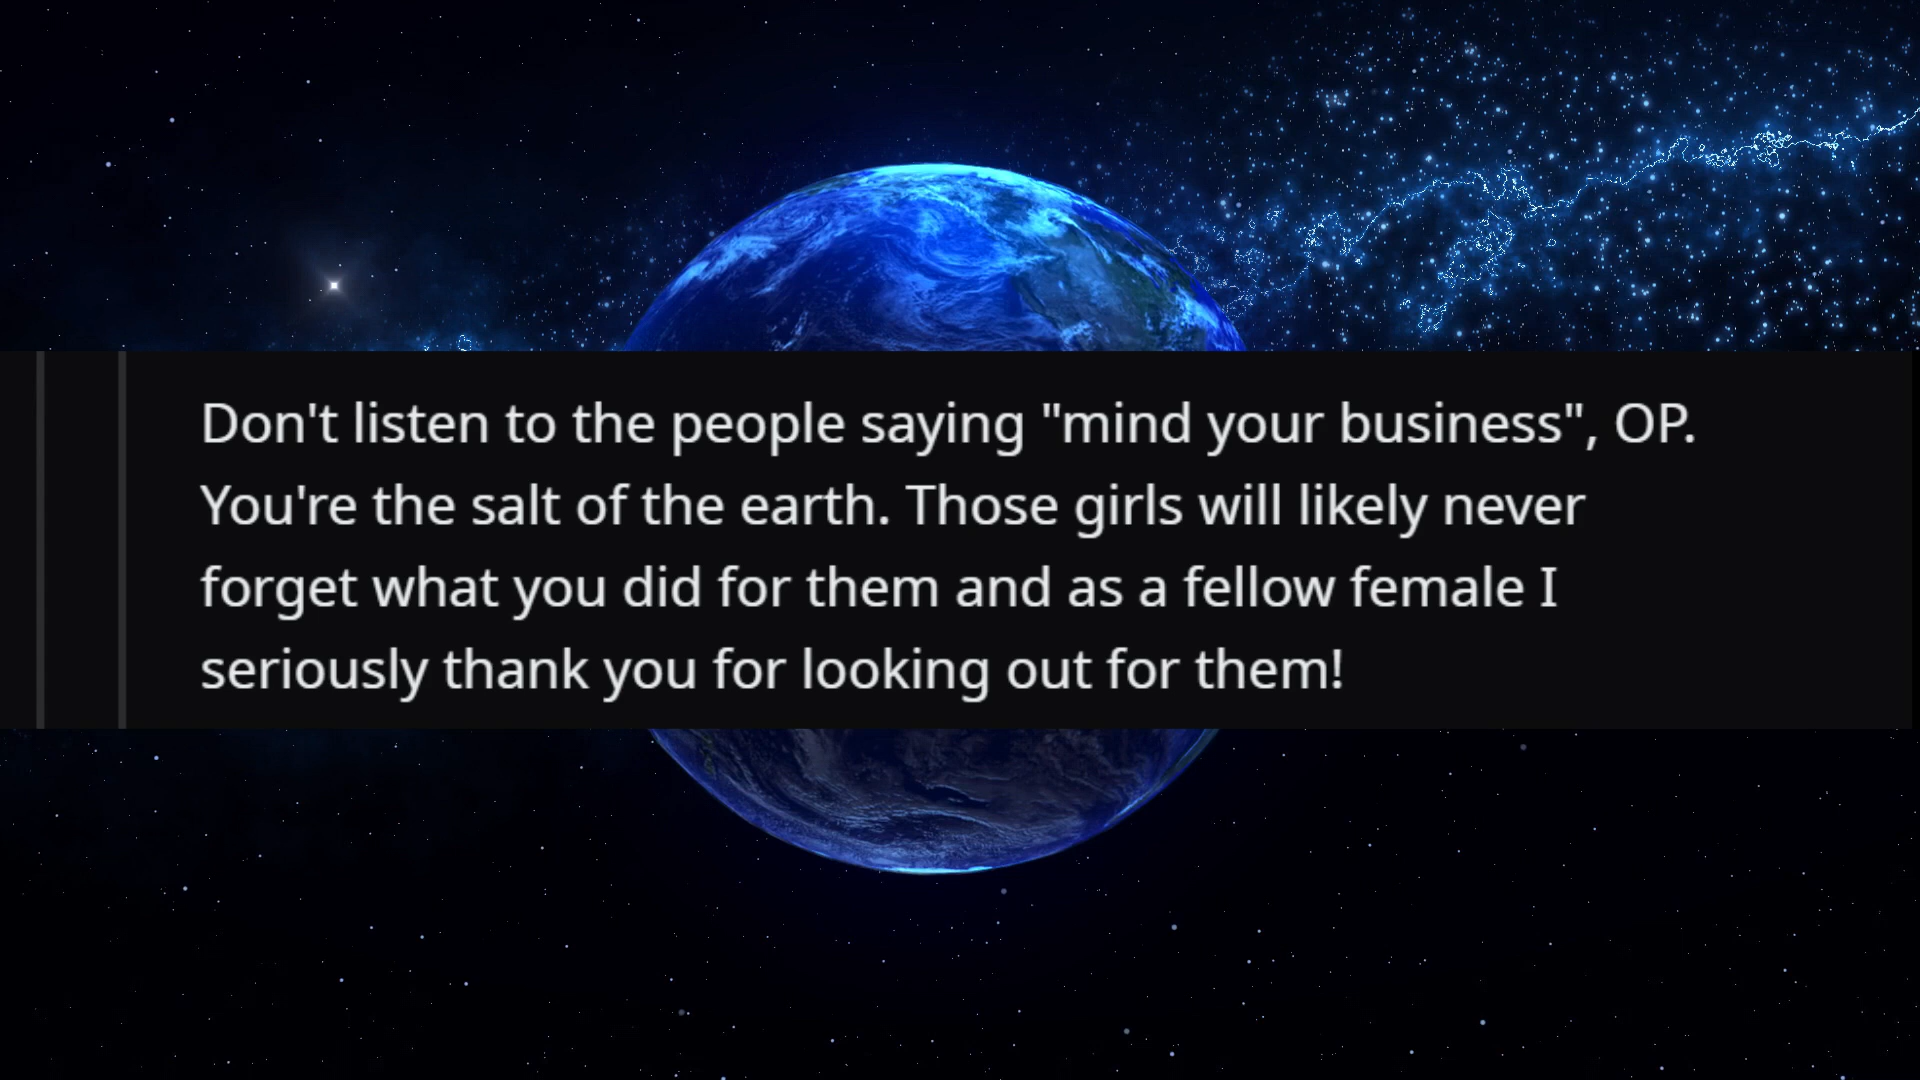 Don't listen to the people saying "mind your business", OP.
You're the salt of the earth. Those girls will likely never
forget what you did for them and as a fellow female I
seriously thank you for looking out for them!